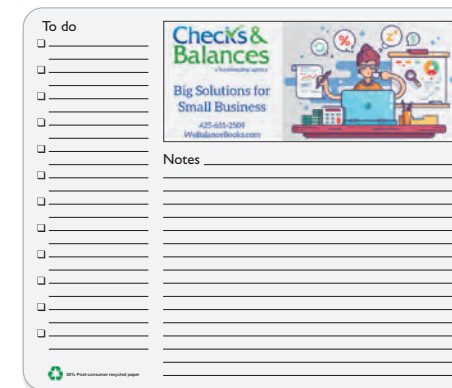 To do
Checks &
Balances
a bookkeeping agency
Big Solutions for
Small Business
425-655-2509
WeBalanceBooks.com
Notes
30% Post-consumer recycled paper